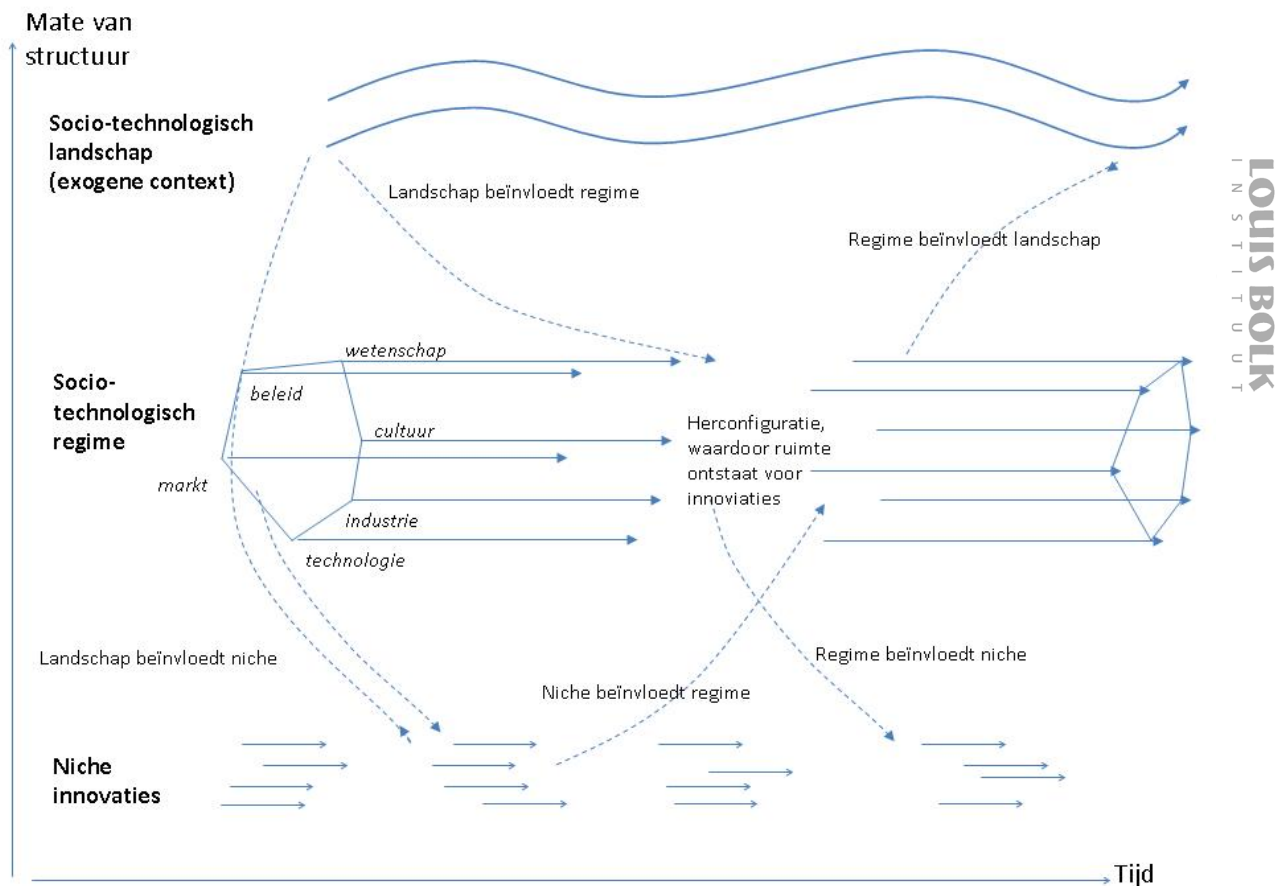 Mate van
structuur
Socio-technologisch
landschap
(exogene context)
Landschap beïnvloedt regime
Regime beïnvloedt landschap
LOUIS BOLK
INSTITUUT
wetenschap
Socio-
technologisch
regime
beleid
cultuur
Herconfiguratie,
waardoor ruimte
ontstaat voor
innoviaties
markt
industrie
technologie
Landschap beïnvloedt niche
Regime beïnvloedt niche
Niche beïnvloedt regime
Niche
innovaties
Tijd